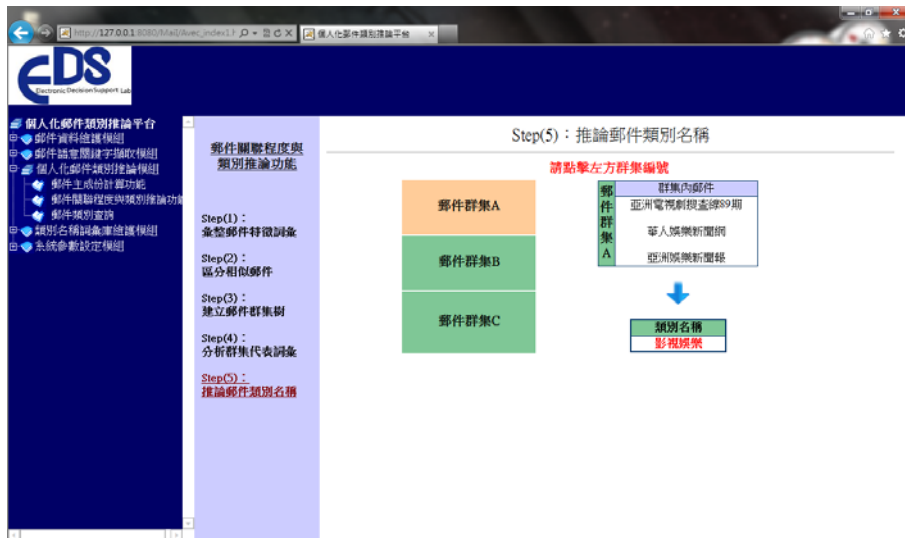 http://127.0.0.1:8080/Mail/Avec_index1.h
個人化郵件類別推論平台
EDS
Electronic Decision Support Lab
個人化郵件類別推論平台
郵件資料維護模組
郵件語意關鍵字擷取模組
個人化郵件類別推論模組
郵件主成份計算功能
郵件關聯程度與類別推論功能
郵件類別查詢
類別名稱詞彙庫維護模組
系統參數設定模組
郵件關聯程度與
類別推論功能
Step(1):
彙整郵件特徵詞彙
Step(2):
區分相似郵件
Step(3):
建立郵件群集樹
Step(4):
分析群集代表詞彙
Step(5):
推論郵件類別名稱
Step(5):推論郵件類別名稱
請點擊左方群集編號
郵件群集A
郵件群集B
郵件群集C
郵件群集A
群集內郵件
亞洲電視劇搜查線89期
華人娛樂新聞網
亞洲娛樂新聞報
類別名稱
影視娛樂